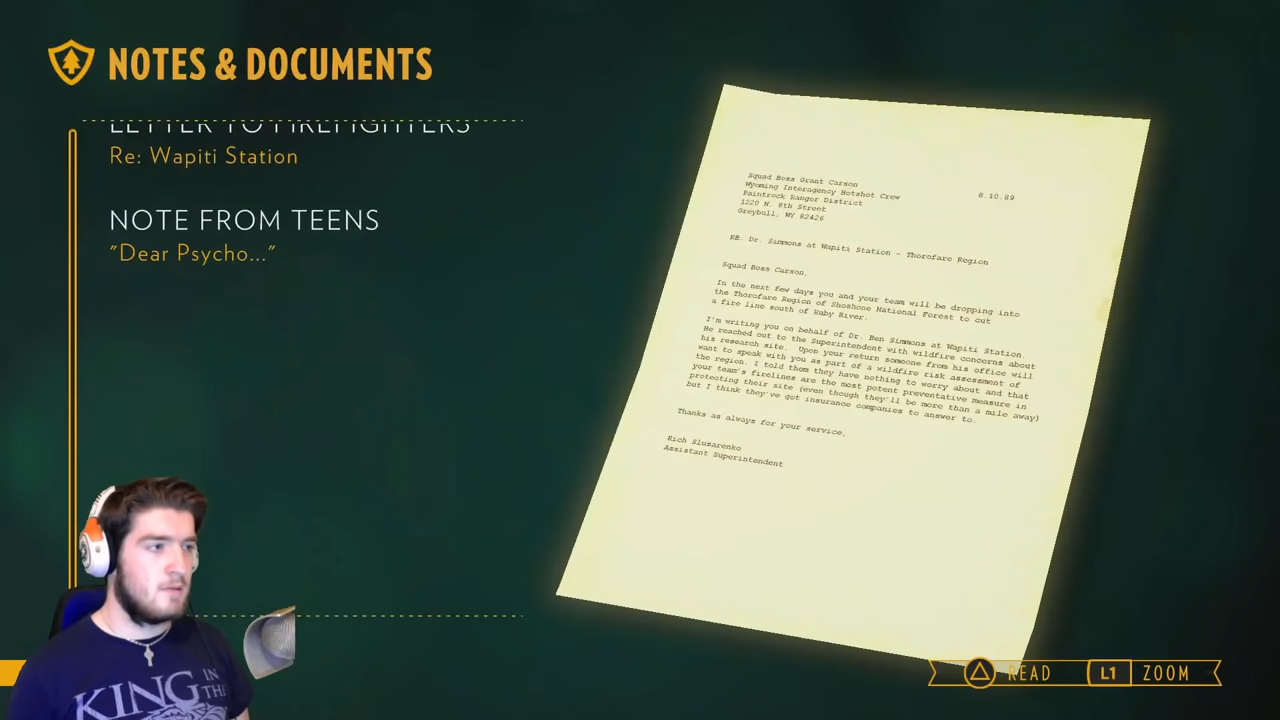 NOTES & DOCUMENTS
LETTER TO FIREFIGHTERS
Re: Wapiti Station
NOTE FROM TEENS
"Dear Psycho..."
Squad Boss Grant Carson
8.10.89
Wyoming Interagency Hotshot Crew
Paintrock Ranger District
1220 N. 8th Street
Greybull, WY 82426
RE: Dr. Simmons at Wapiti Station - Thorofare Region
Squad Boss Carson,
In the next few days you and your team will be dropping into
the Thorofare Region of Shoshone National Forest to cut
a fire line south of Ruby River.
I'm writing you on behalf of Dr. Ben Simmons at Wapiti Station.
He reached out to the Superintendent with wildfire concerns about
his research site. Upon your return someone from his office will
want to speak with you as part of a wildfire risk assessment of
the region. I told them they have nothing to worry about and that
your team's firelines are the most potent preventative measure in
protecting their site (even though they'll be more than a mile away)
but I think they've got insurance companies to answer to.
Thanks as always for your service,
Rich Slusarenko
Assistant Superintendent
READ L1 ZOOM
KING IN